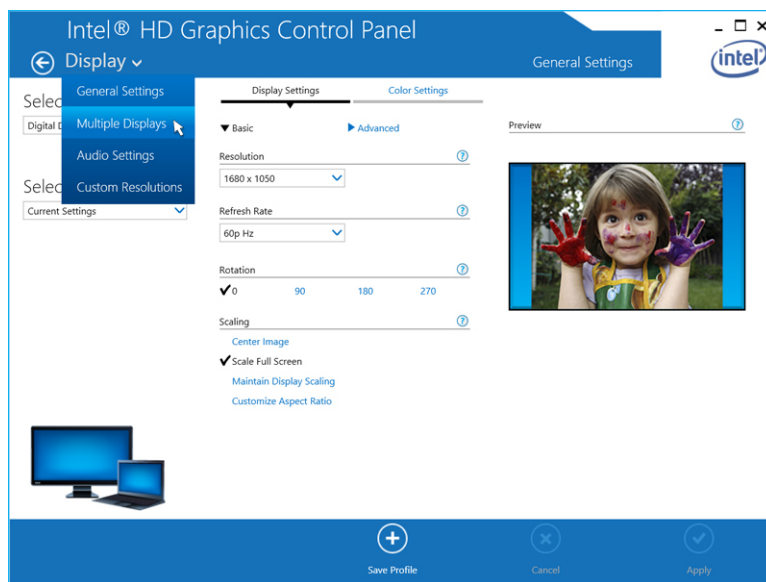 Intel® HD Graphics Control Panel
Display
General Settings
intel
General Settings
Multiple Displays
Audio Settings
Custom Resolutions
Selec
Digital
Selec
Current Settings
Display Settings
Color Settings
Basic
Advanced
Resolution
?
1680 x 1050
Refresh Rate
?
60p Hz
Rotation
?
0 90 180 270
Scaling
?
Center Image
Scale Full Screen
Maintain Display Scaling
Customize Aspect Ratio
Preview
?
Save Profile
Cancel
Apply